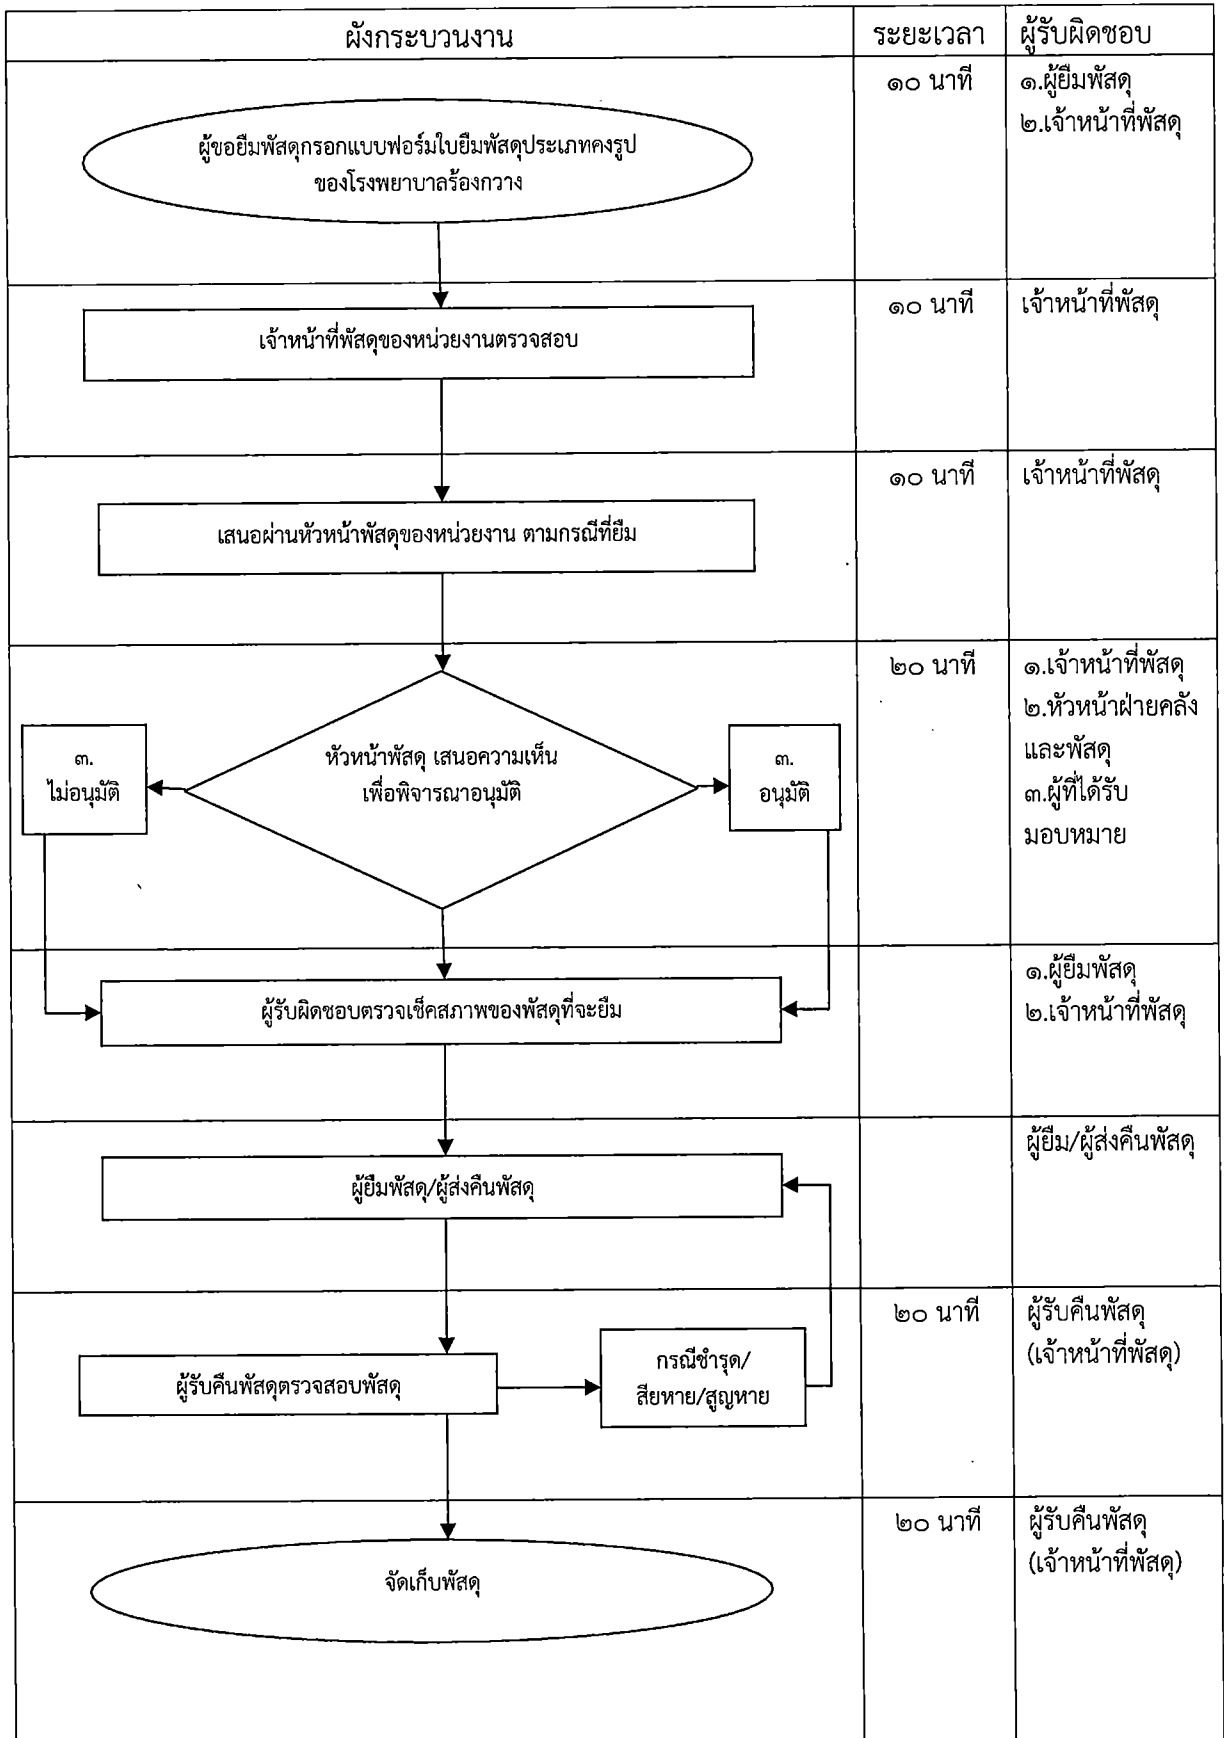 ผังกระบวนงาน
ระยะเวลา
ผู้รับผิดชอบ
ผู้ขอยืมพัสดุกรอกแบบฟอร์มใบยืมพัสดุประเภทคงรูป
ของโรงพยาบาลร้องกวาง
๑๐ นาที
๑.ผู้ยืมพัสดุ
๒.เจ้าหน้าที่พัสดุ
เจ้าหน้าที่พัสดุของหน่วยงานตรวจสอบ
๑๐ นาที
เจ้าหน้าที่พัสดุ
เสนอผ่านหัวหน้าพัสดุของหน่วยงาน ตามกรณีที่ยืม
๑๐ นาที
เจ้าหน้าที่พัสดุ
๓.
ไม่อนุมัติ
หัวหน้าพัสดุ เสนอความเห็น
เพื่อพิจารณาอนุมัติ
๓.
อนุมัติ
๒๐ นาที
๑.เจ้าหน้าที่พัสดุ
๒.หัวหน้าฝ่ายคลัง
และพัสดุ
๓.ผู้ที่ได้รับ
มอบหมาย
ผู้รับผิดชอบตรวจเช็คสภาพของพัสดุที่จะยืม
๑.ผู้ยืมพัสดุ
๒.เจ้าหน้าที่พัสดุ
ผู้ยืมพัสดุ/ผู้ส่งคืนพัสดุ
ผู้ยืม/ผู้ส่งคืนพัสดุ
ผู้รับคืนพัสดุตรวจสอบพัสดุ
กรณีชำรุด/
สียหาย/สูญหาย
๒๐ นาที
ผู้รับคืนพัสดุ
(เจ้าหน้าที่พัสดุ)
จัดเก็บพัสดุ
๒๐ นาที
ผู้รับคืนพัสดุ
(เจ้าหน้าที่พัสดุ)